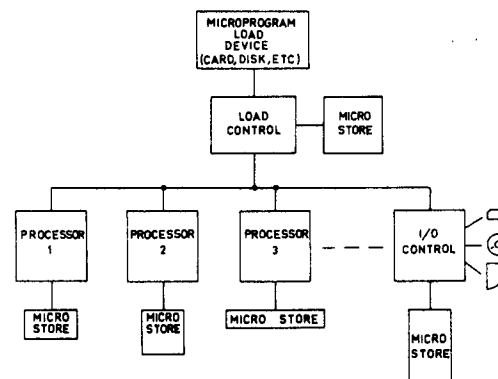 MICROPROGRAM
LOAD
DEVICE
(CARD,DISK,ETC)
LOAD
CONTROL
MICRO
STORE
PROCESSOR
1
PROCESSOR
2
PROCESSOR
3
I/O
CONTROL
MICRO
STORE
MICRO
STORE
MICRO STORE
MICRO
STORE